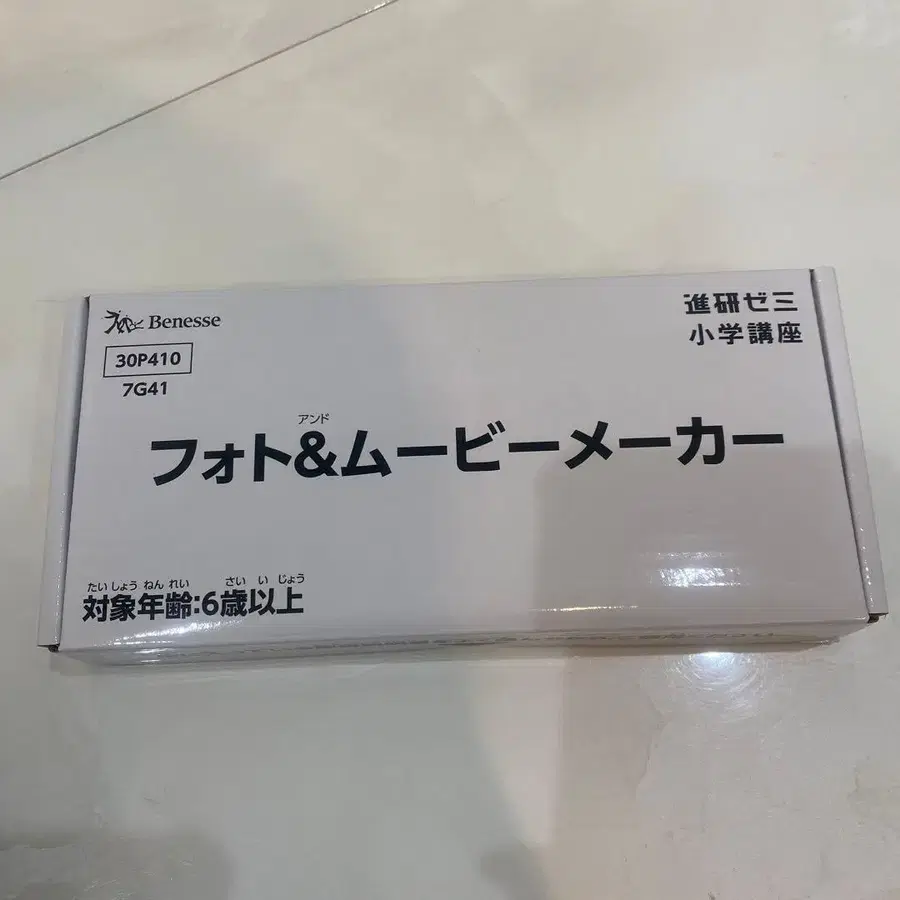 Benesse
進研ゼミ
小学講座
30P410
7G41
アンド
フォト&ムービーメーカー
たいしょうねんれい さいいじょう
対象年齢:6歳以上